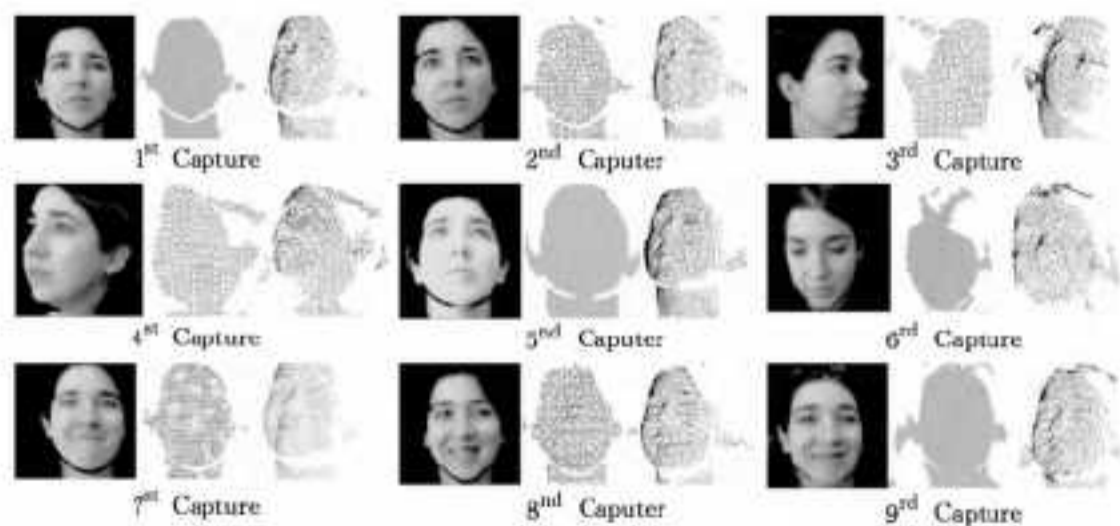 1st Capture
2nd Caputer
3rd Capture
4st Capture
5nd Caputer
6rd Capture
7st Capture
8nd Caputer
9rd Capture